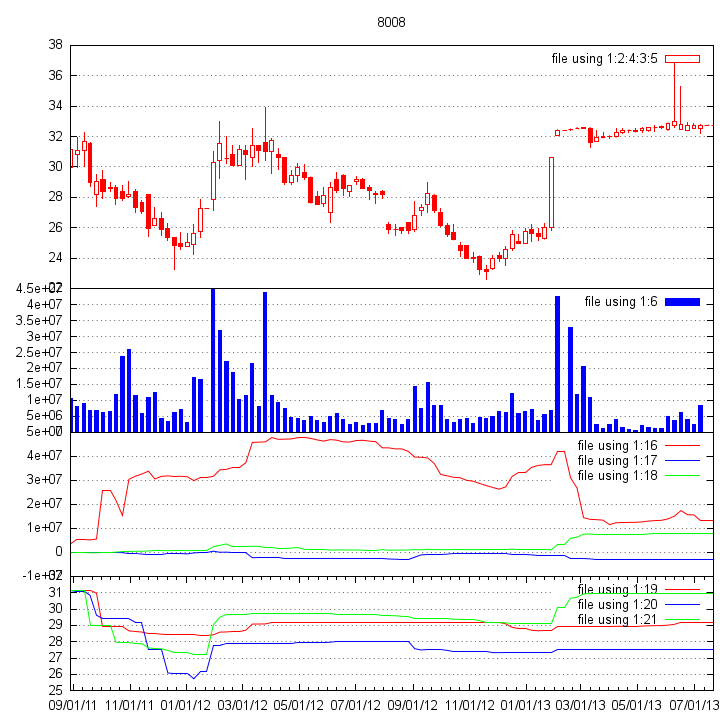 8008
38
file using 1:2:4:3:5
36
34
32
30
28
26
24
22
4.5e+07
file using 1:6
4e+07
3.5e+07
3e+07
2.5e+07
2e+07
1.5e+07
1e+07
5e+06
0
5e+07
file using 1:16
4e+07
file using 1:17
file using 1:18
3e+07
2e+07
1e+07
0
-1e+07
32
31
file using 1:19
30
file using 1:20
29
file using 1:21
28
27
26
25
09/01/11 11/01/11 01/01/12 03/01/12 05/01/12 07/01/12 09/01/12 11/01/12 01/01/13 03/01/13 05/01/13 07/01/13